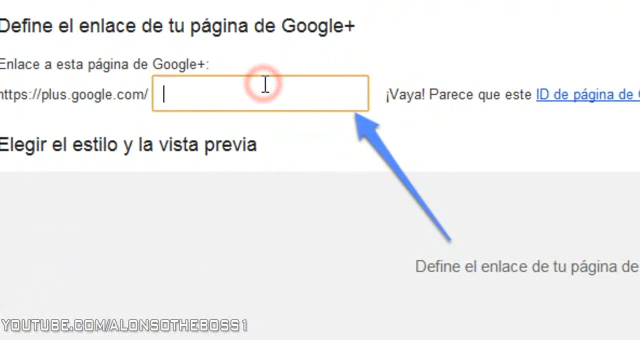 Define el enlace de tu página de Google+
Enlace a esta página de Google+:
https://plus.google.com/ ¡Vaya! Parece que este ID de página de
Elegir el estilo y la vista previa
Define el enlace de tu página de
YOUTUBE.COM/ALONSOTHEBOSS1